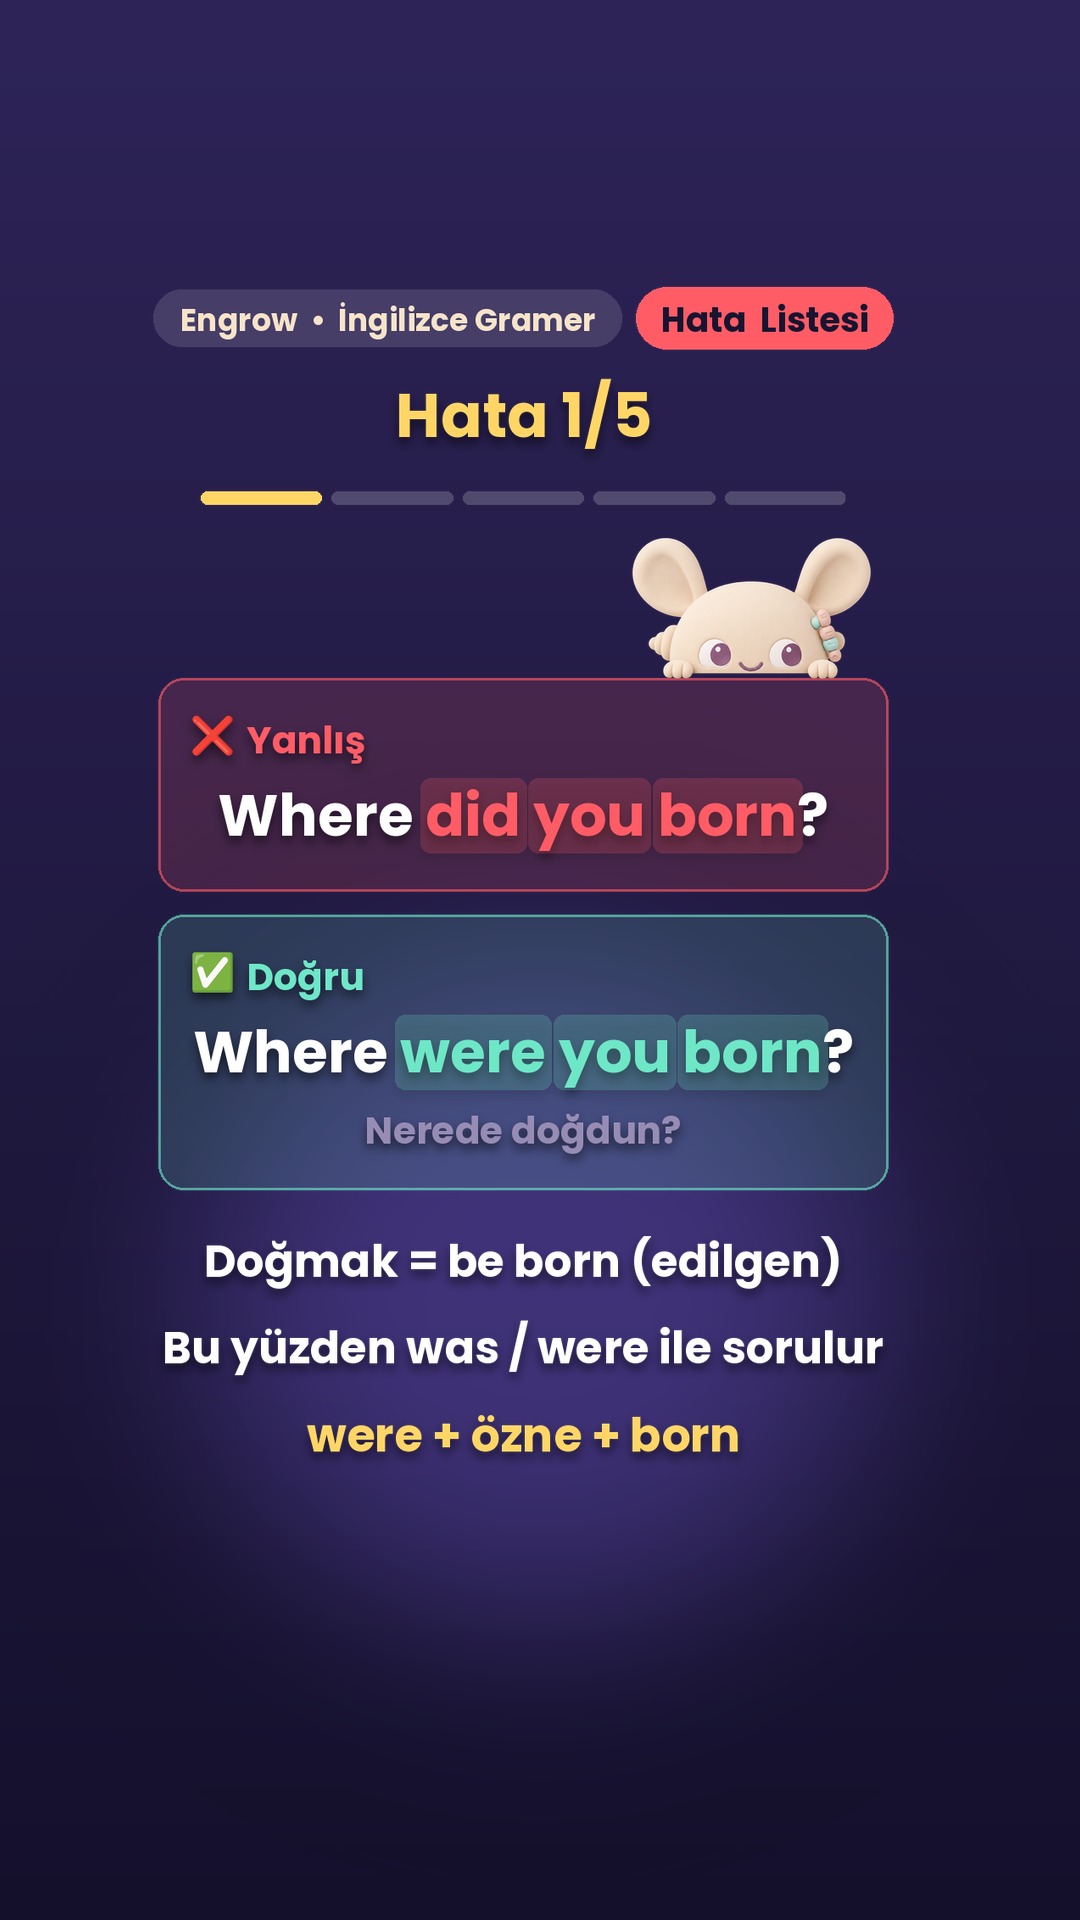 Engrow • İngilizce Gramer
Hata Listesi
Hata 1/5
❌ Yanlış
Where did you born?
✅ Doğru
Where were you born?
Nerede doğdun?
Doğmak = be born (edilgen)
Bu yüzden was / were ile sorulur
were + özne + born